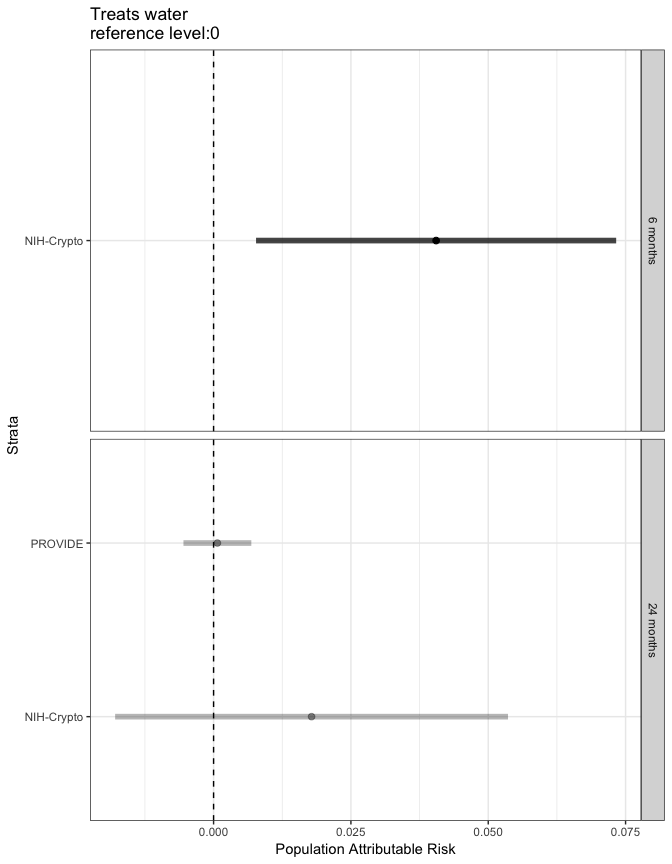 Treats water
reference level:0
NIH-Crypto
6 months
Strata
PROVIDE
24 months
NIH-Crypto
0.000
0.025
0.050
0.075
Population Attributable Risk